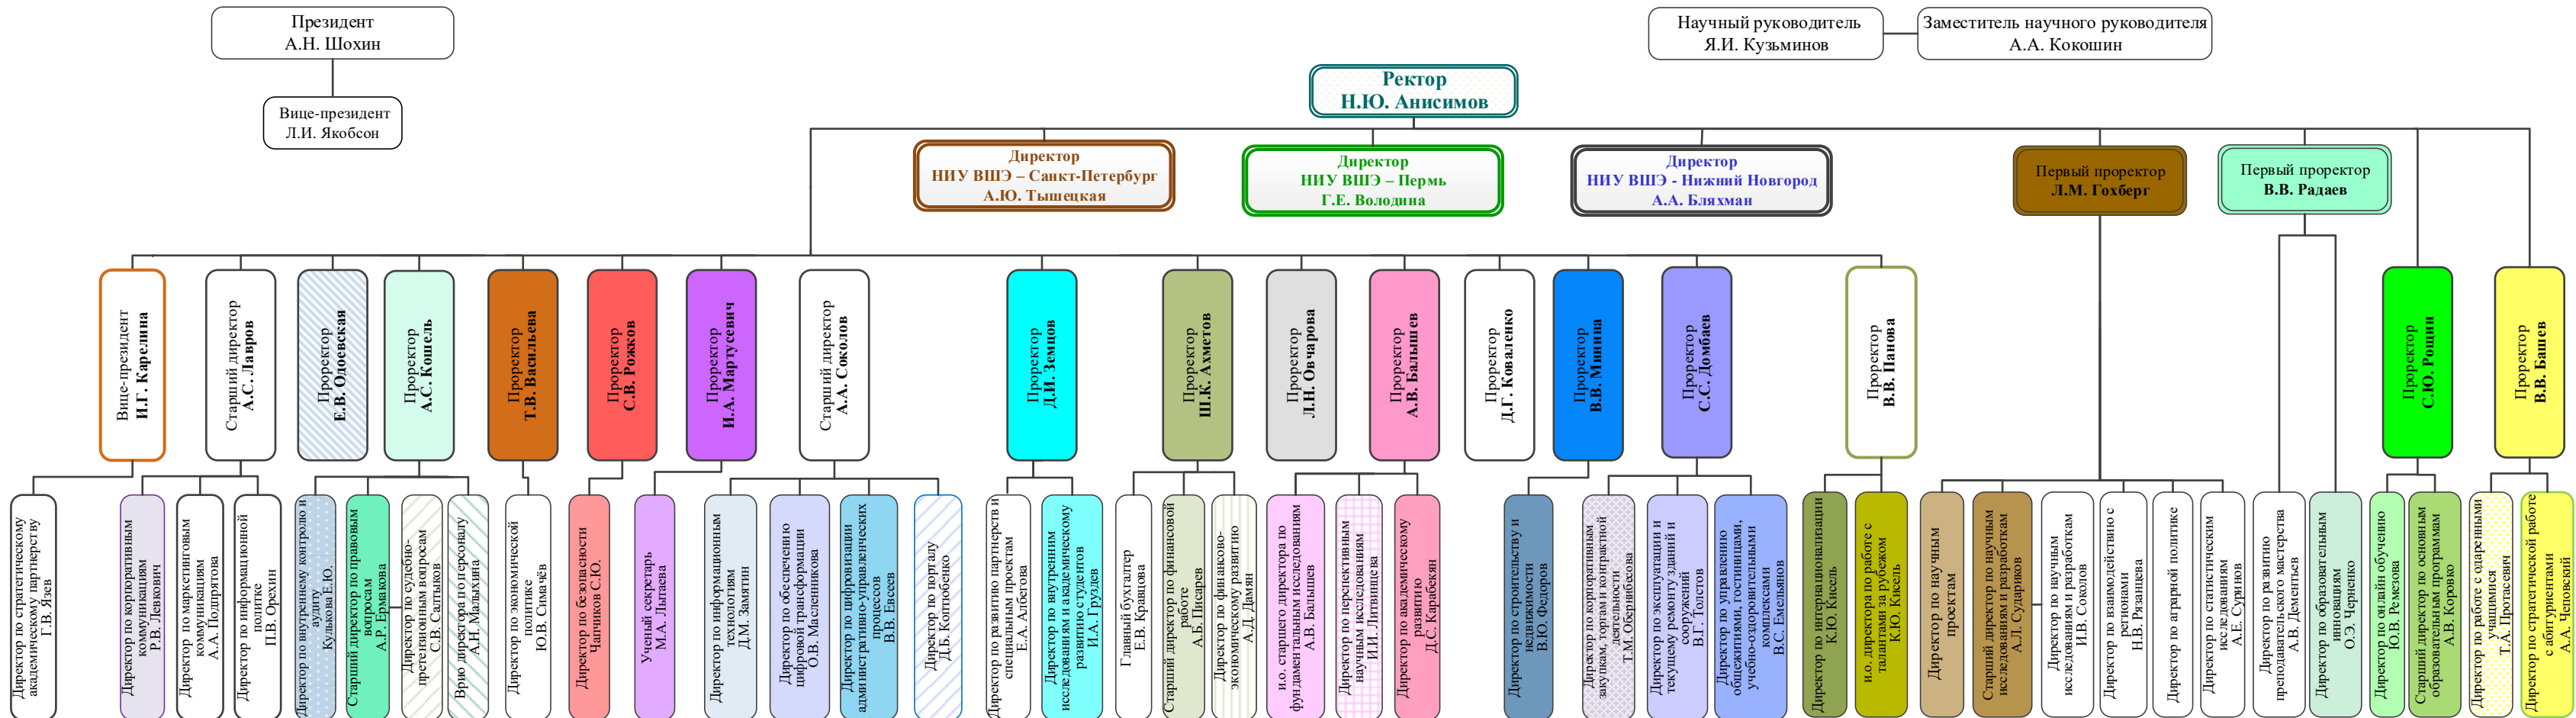 Президент
А.Н. Шохин
Вице-президент
Л.И. Якобсон
Научный руководитель
Я.И. Кузьминов
Заместитель научного руководителя
А.А. Кокошин
Ректор
Н.Ю. Анисимов
Директор
НИУ ВШЭ – Санкт-Петербург
А.Ю. Тышецкая
Директор
НИУ ВШЭ – Пермь
Г.Е. Володина
Директор
НИУ ВШЭ - Нижний Новгород
А.А. Бляхман
Первый проректор
Л.М. Гохберг
Первый проректор
В.В. Радаев
Вице-президент
И.Г. Карелина
Старший директор
А.С. Лавров
Проректор
Е.В. Одоевская
Проректор
А.С. Кошель
Проректор
Т.В. Васильева
Проректор
С.В. Рожков
Проректор
И.А. Мартусевич
Старший директор
А.А. Соколов
Проректор
Д.И. Земцов
Проректор
Ш.К. Ахметов
Проректор
Л.Н. Овчарова
Проректор
А.В. Балышев
Проректор
Д.Г. Коваленко
Проректор
В.В. Минина
Проректор
С.С. Домбаев
Проректор
В.В. Панова
Проректор
С.Ю. Рощин
Проректор
В.В. Башев
Директор по стратегическому
академическому партнерству
Г.В. Язев
Директор по корпоративным
коммуникациям
Р.В. Левкович
Директор по маркетинговым
коммуникациям
А.А. Подпрятова
Директор по информационной
политке
П.В. Орехин
Директор по внутреннему контролю и
аудиту
Кулькова Е.Ю.
Старший директор по правовым
вопросам
А.Р. Ермакова
Директор по судебно-
претензионным вопросам
С.В. Салтыков
Врио директора по персоналу
А.Н. Малыхина
Директор по экономической
политике
Ю.В. Симачёв
Директор по безопасности
Чапчиков С.Ю.
Ученый секретарь
М.А. Лытаева
Директор по информационным
технологиям
Д.М. Замятин
Директор по обеспечению
цифровой трансформации
О.В. Масленникова
Директор по цифровизации
административно-управленческих
процессов
В.В. Евсеев
Директор по порталу
Д.Б. Коптюбенко
Директор по развитию партнерств и
специальным проектам
Е.А. Албегова
Директор по внутренним
исследованиям и академическому
развитию студентов
И.А. Груздев
Главный бухгалтер
Е.В. Кравцова
Старший директор по финансовой
работе
А.Б. Писарев
Директор по финансово-
экономическому развитию
А.Д. Дамян
и.о. старшего директора по
фундаментальным исследованиям
А.В. Балышев
Директор по перспективным
научным исследованиям
И.И. Литвинцева
Директор по академическому
развитию
Д.С. Карабекян
Директор по строительству и
недвижимости
В.Ю. Федоров
Директор по корпоративным
закупкам, торгам и контрактной
деятельности
Т.М. Обернибесова
Директор по эксплуатации и
текущему ремонту зданий и
сооружений
В.Г. Толстов
Директор по управлению
общежитиями, гостиницами,
учебно-оздоровительными
комплексами
В.С. Емельянов
Директор по интернационализации
К.Ю. Кисель
и.о. директора по работе с
талантами за рубежом
К.Ю. Кисель
Директор по научным
проектам
Старший директор по научным
исследованиям и разработкам
А.Л. Судариков
Директор по научным
исследованиям и разработкам
И.В. Соколов
Директор по взаимодействию с
регионами
Н.В. Рязанцева
Директор по аграрной политике
Директор по статистическим
исследованиям
А.Е. Суринов
Директор по развитию
преподавательского мастерства
А.В. Дементьев
Директор по образовательным
инновациям
О.Э. Черненко
Директор по онлайн обучению
Ю.В. Ремезова
Старший директор по основным
образовательным программам
А.В. Коровко
Директор по работе с одаренными
учащимися
Т.А. Протасевич
Директор по стратегической работе
с абитуриентами
А.А. Чеповский